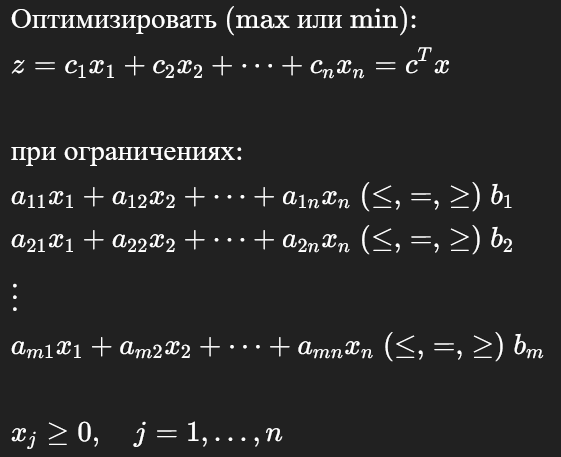 Оптимизировать (max или min):
z = c₁x₁ + c₂x₂ + ⋯ + cₙxₙ = cᵀx
при ограничениях:
a₁₁x₁ + a₁₂x₂ + ⋯ + a₁ₙxₙ (≤, =, ≥) b₁
a₂₁x₁ + a₂₂x₂ + ⋯ + a₂ₙxₙ (≤, =, ≥) b₂
⋮
aₘ₁x₁ + aₘ₂x₂ + ⋯ + aₘₙxₙ (≤, =, ≥) bₘ
xⱼ ≥ 0, j = 1, …, n